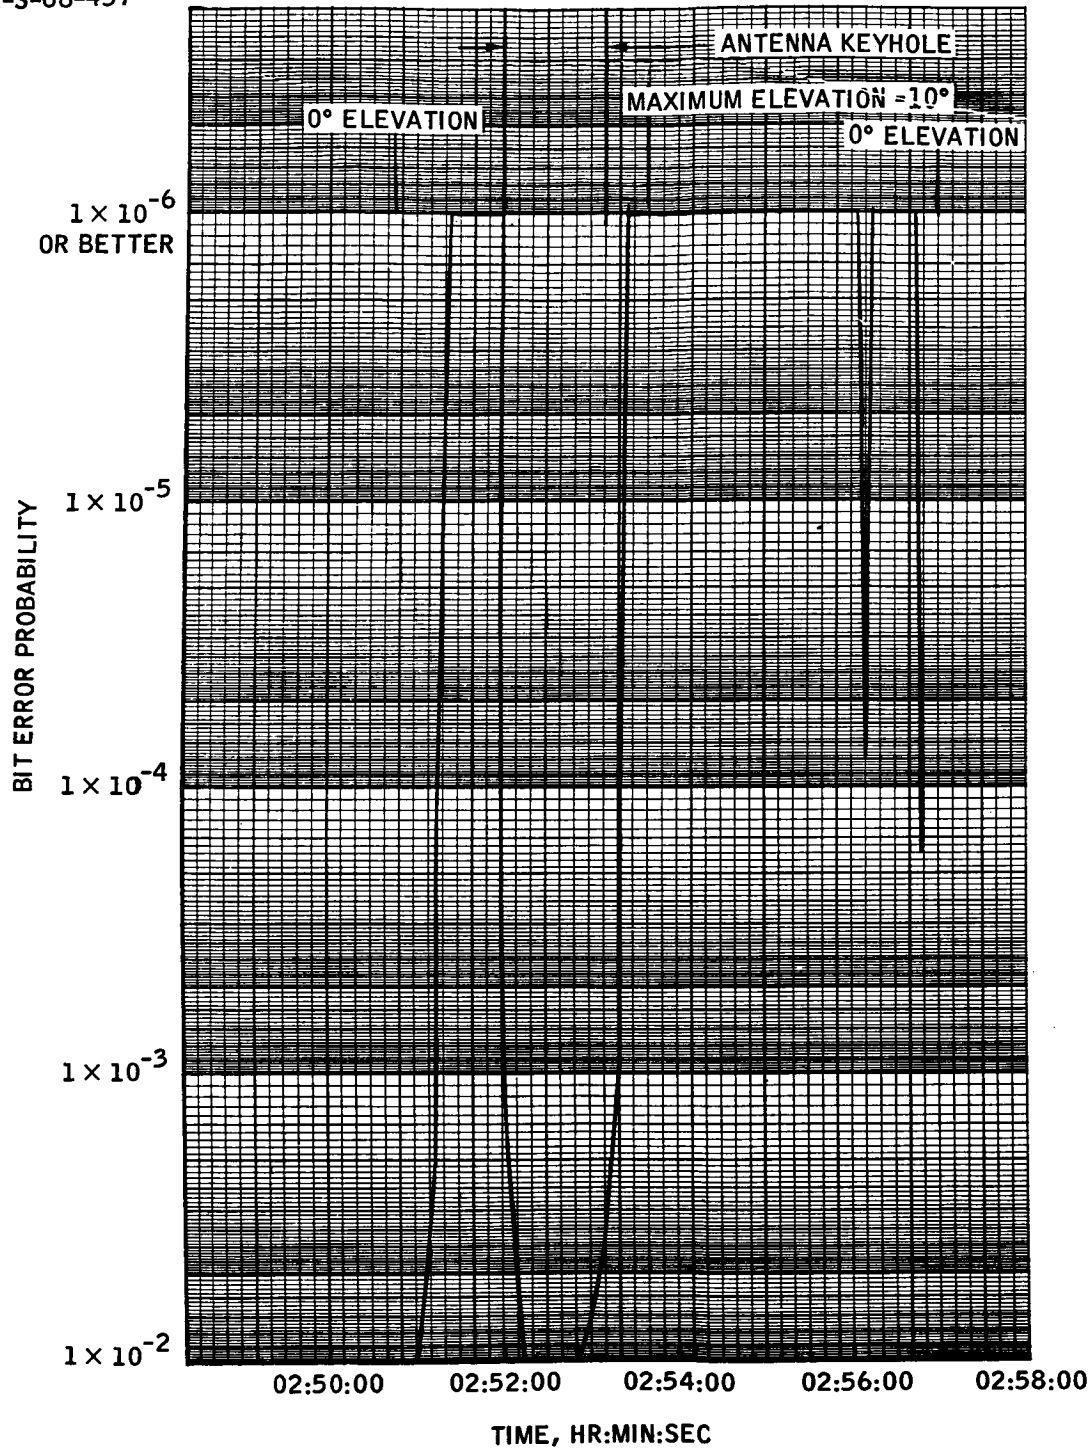 -S-68-457
ANTENNA KEYHOLE
MAXIMUM ELEVATION =10°
0° ELEVATION
0° ELEVATION
1 × 10-6
OR BETTER
1 × 10-5
1 × 10-4
1 × 10-3
1 × 10-2
BIT ERROR PROBABILITY
02:50:00 02:52:00 02:54:00 02:56:00 02:58:00
TIME, HR:MIN:SEC